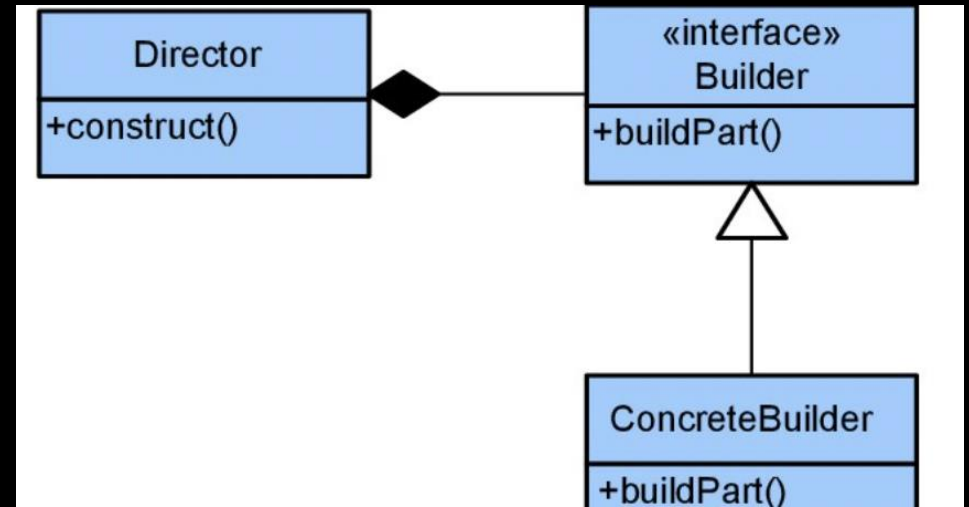 Director
+construct()
«interface»
Builder
+buildPart()
ConcreteBuilder
+buildPart()